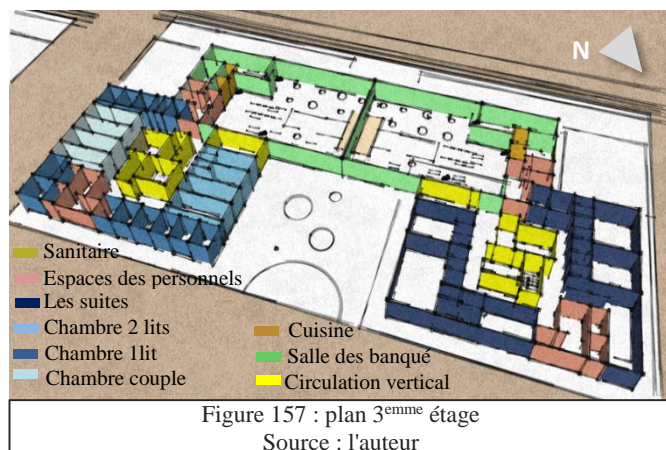 N
Sanitaire
Espaces des personnels
Les suites
Chambre 2 lits
Chambre 1lit
Chambre couple
Cuisine
Salle des banqué
Circulation vertical
Figure 157 : plan 3emme étage
Source : l'auteur